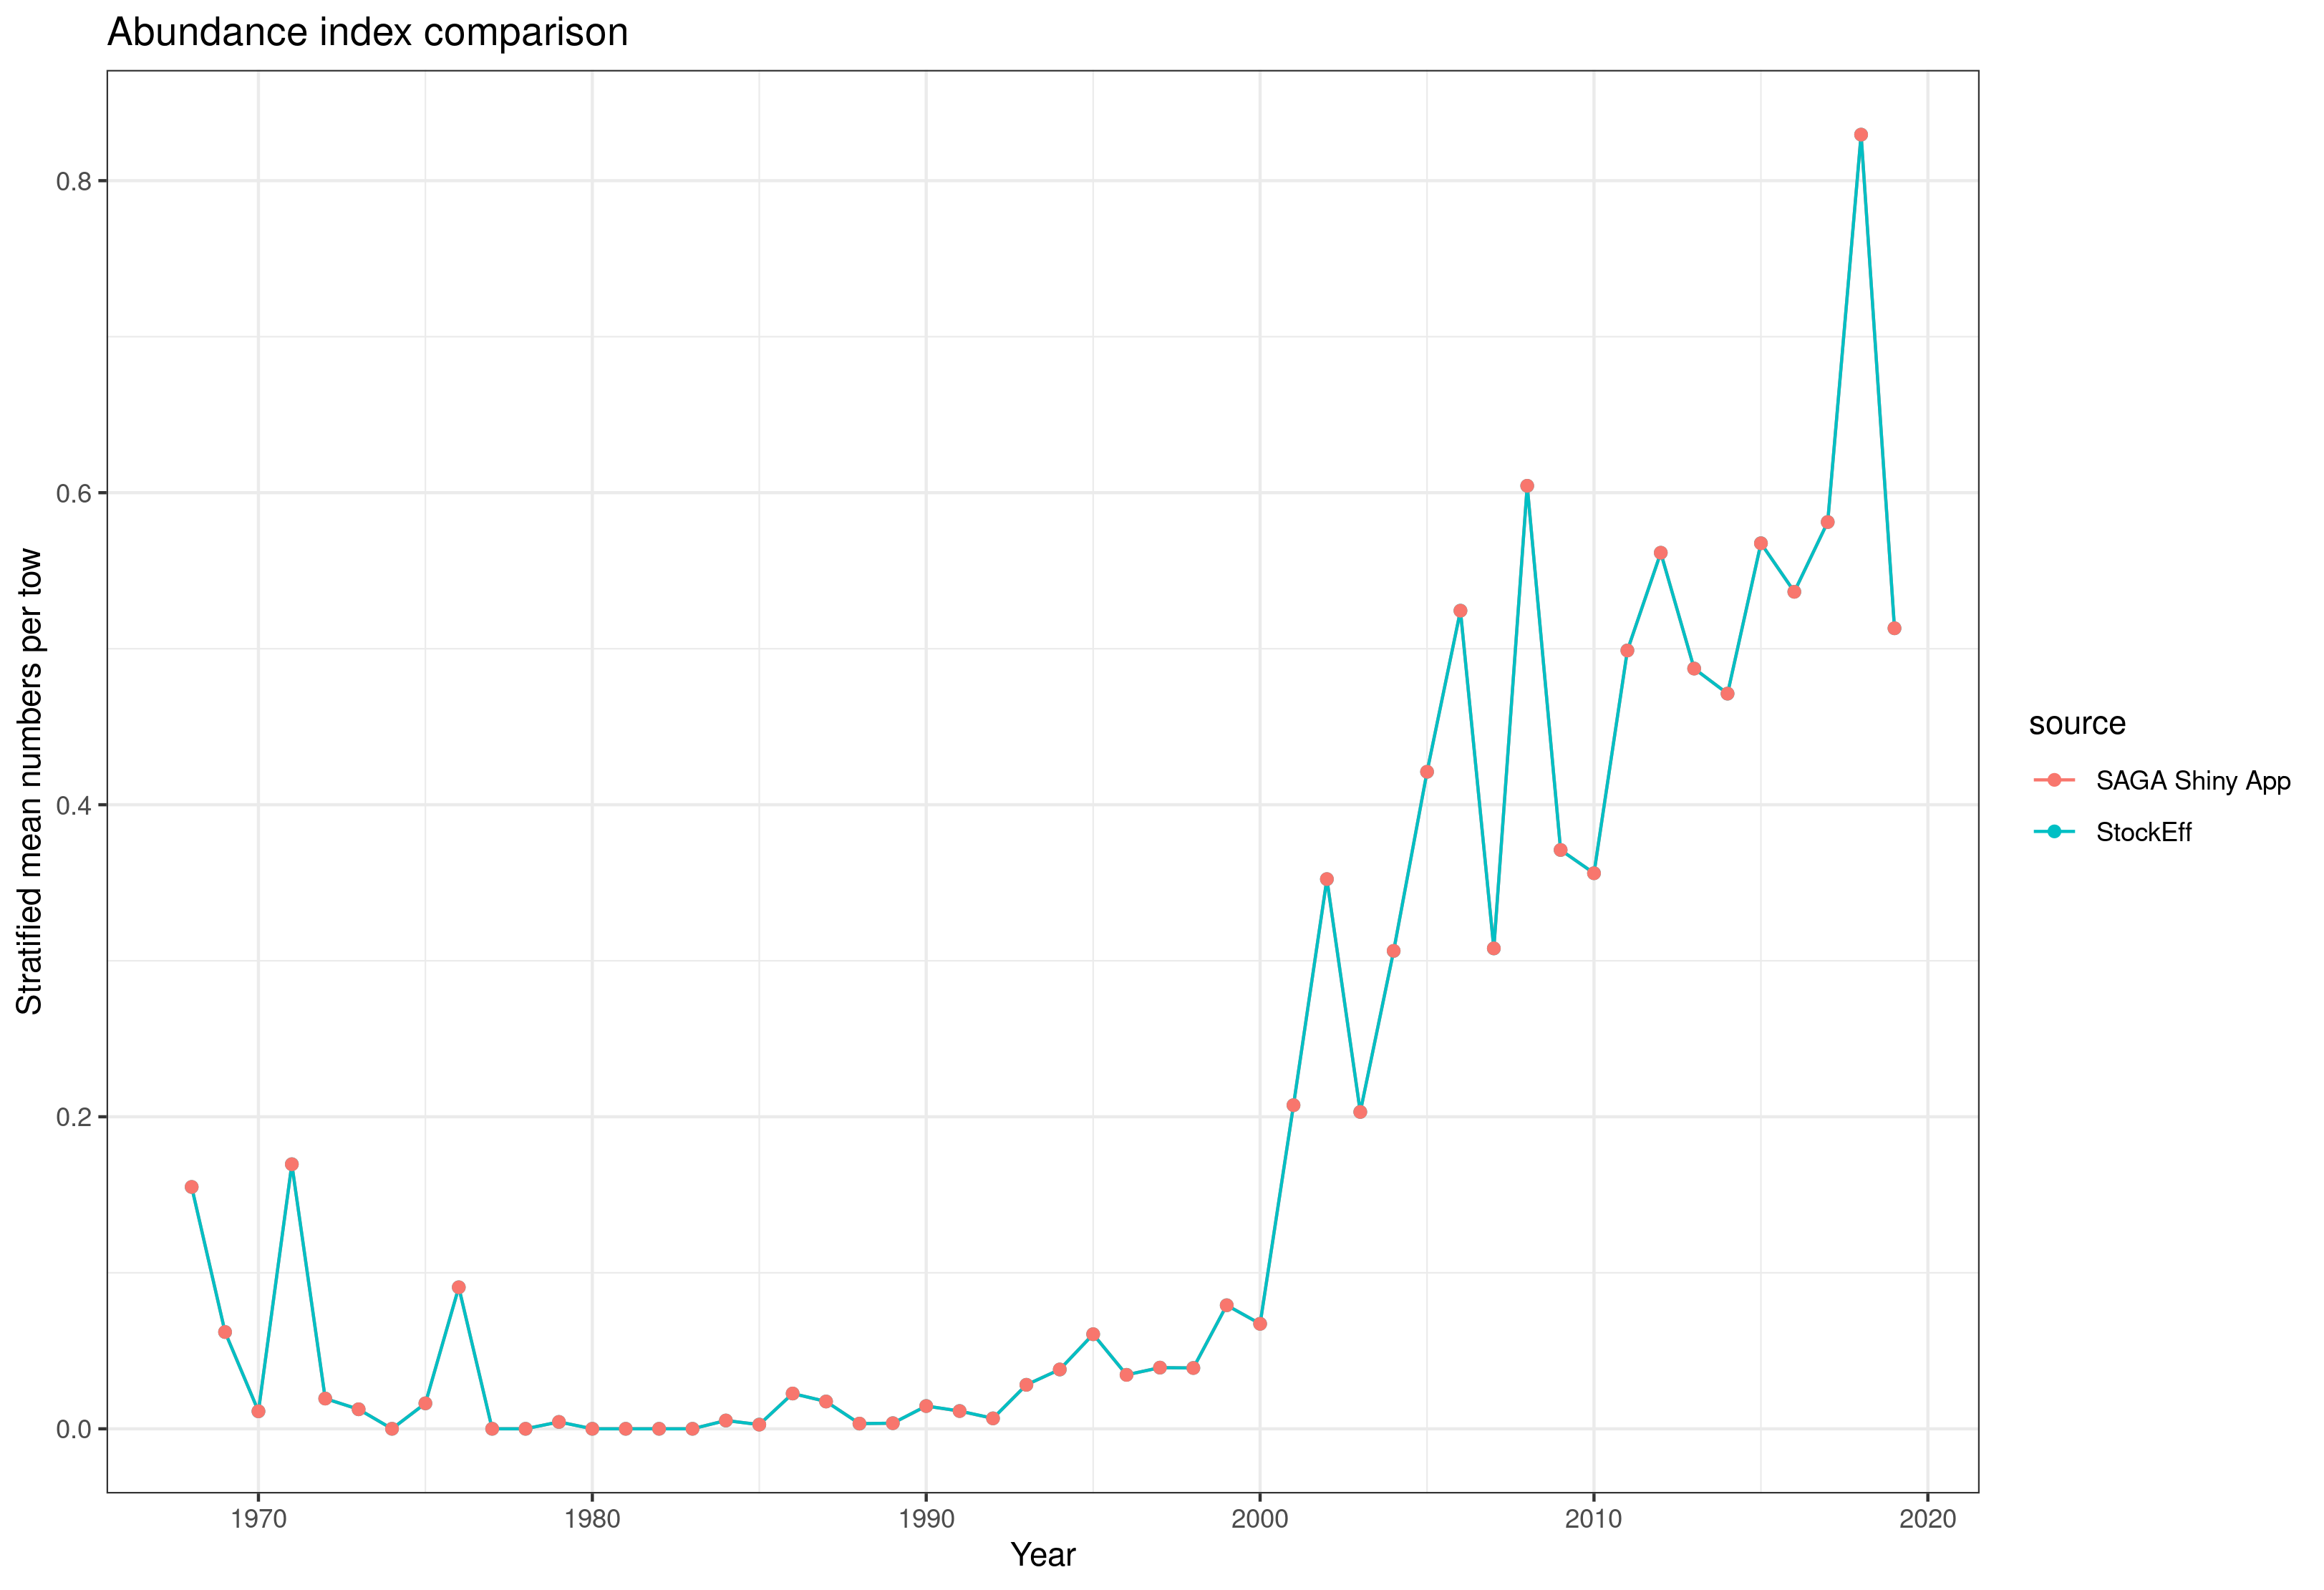 Abundance index comparison
Stratified mean numbers per tow
0.8
0.6
0.4
0.2
0.0
1970 1980 1990 2000 2010 2020
Year
source
SAGA Shiny App
StockEff